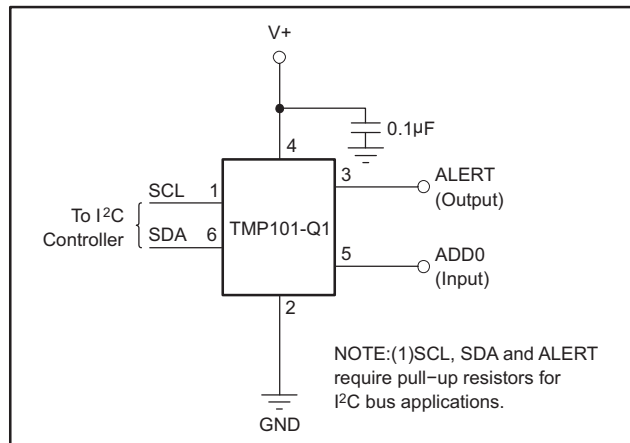 V+
0.1µF
4
SCL 1
3 ALERT
(Output)
To I²C
Controller
TMP101-Q1
SDA 6
5 ADD0
(Input)
2
NOTE:(1)SCL, SDA and ALERT
require pull−up resistors for
I²C bus applications.
GND